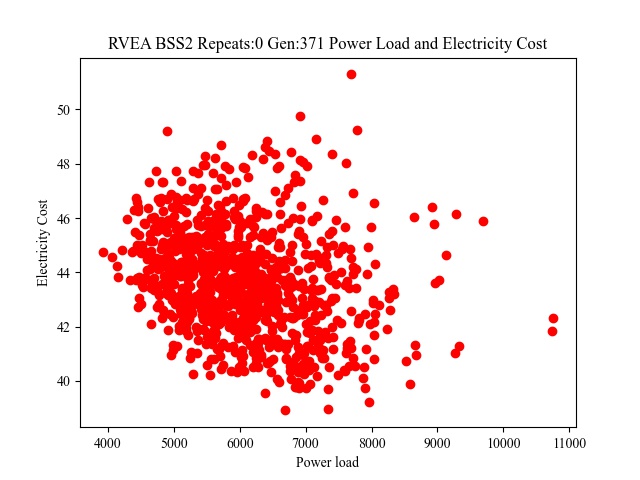 RVEA BSS2 Repeats:0 Gen:371 Power Load and Electricity Cost
50
48
46
44
42
40
Electricity Cost
4000 5000 6000 7000 8000 9000 10000 11000
Power load